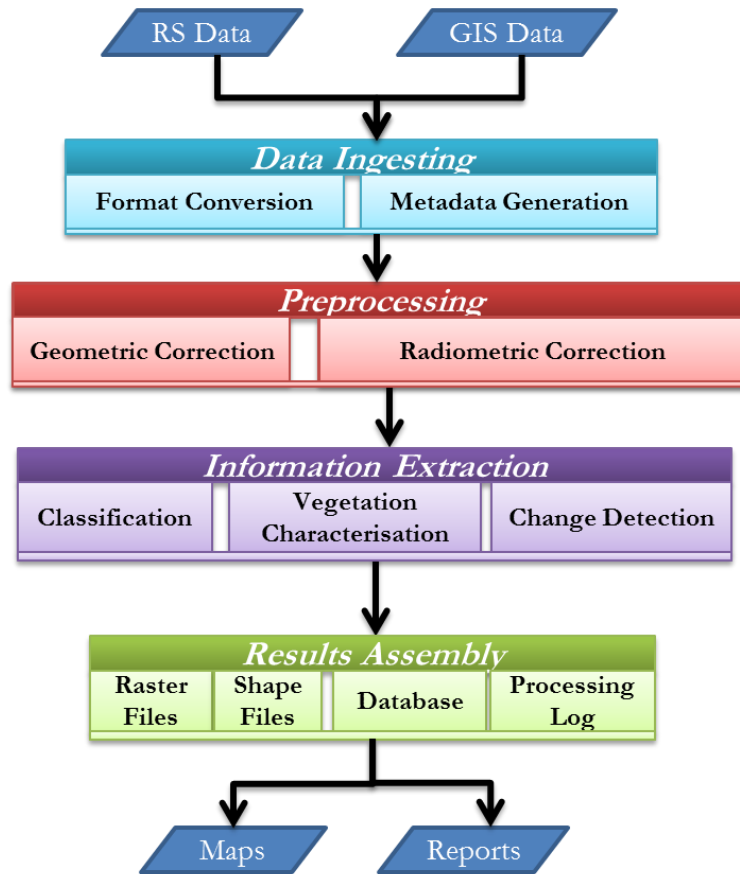 RS Data
GIS Data
Data Ingesting
Format Conversion
Metadata Generation
Preprocessing
Geometric Correction
Radiometric Correction
Information Extraction
Classification
Vegetation
Characterisation
Change Detection
Results Assembly
Raster
Files
Shape
Files
Database
Processing
Log
Maps
Reports